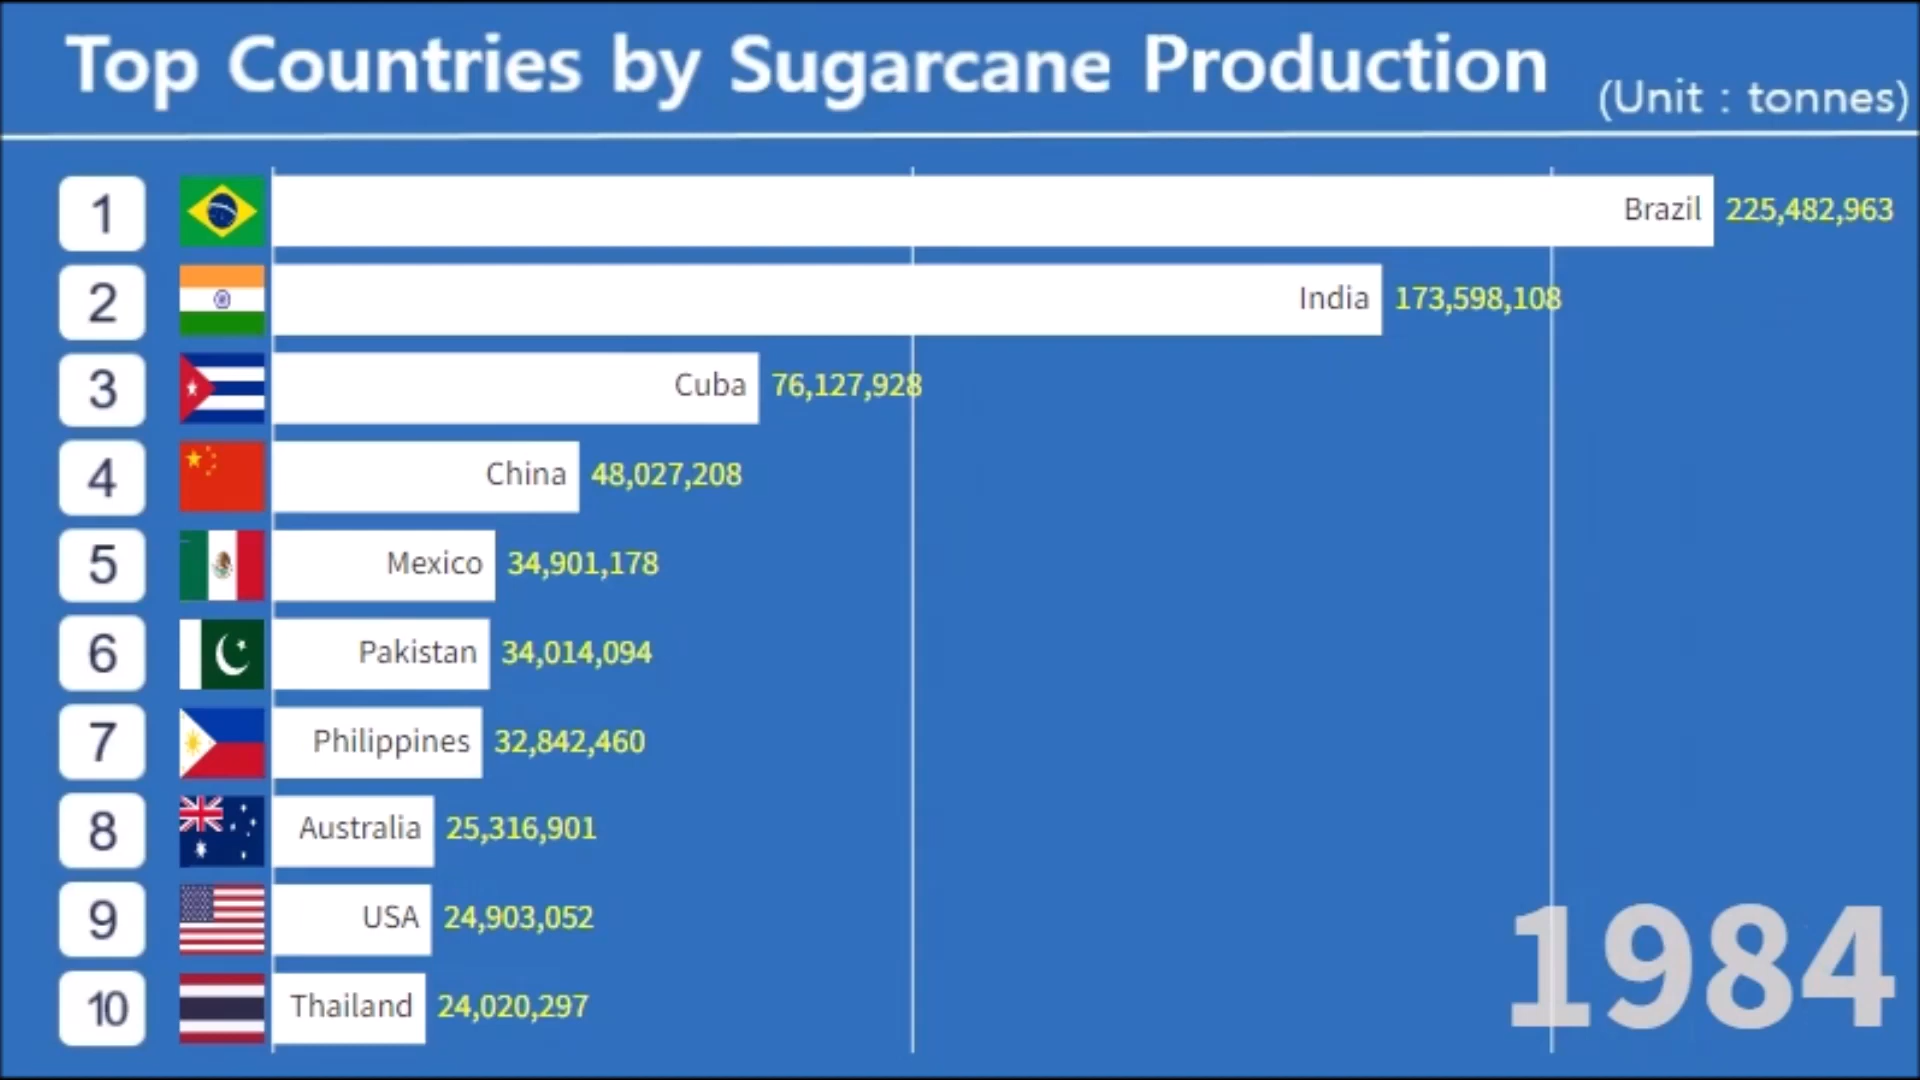 Top Countries by Sugarcane Production (Unit : tonnes)
1 Brazil 225,482,963
2 India 173,598,108
3 Cuba 76,127,928
4 China 48,027,208
5 Mexico 34,901,178
6 Pakistan 34,014,094
7 Philippines 32,842,460
8 Australia 25,316,901
9 USA 24,903,052
10 Thailand 24,020,297
1984